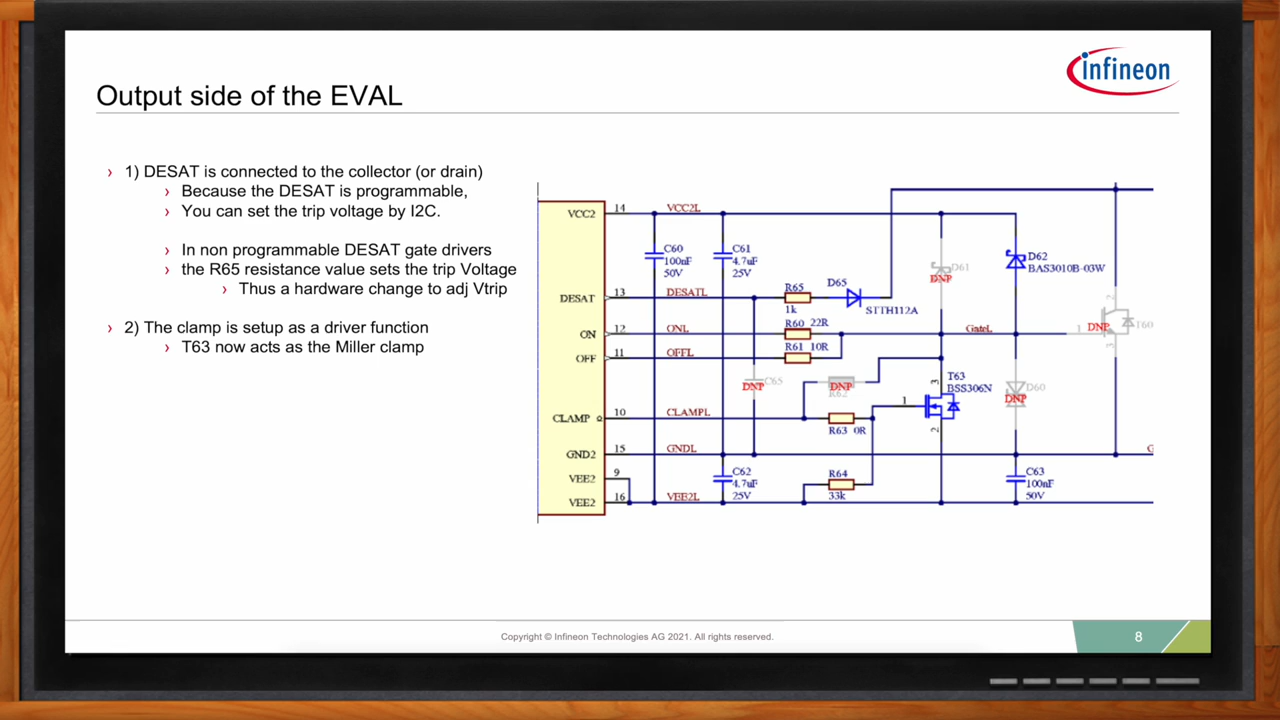 infineon
Output side of the EVAL
› 1) DESAT is connected to the collector (or drain)
› Because the DESAT is programmable,
› You can set the trip voltage by I2C.
› In non programmable DESAT gate drivers
› the R65 resistance value sets the trip Voltage
› Thus a hardware change to adj Vtrip
› 2) The clamp is setup as a driver function
› T63 now acts as the Miller clamp
VCC2 14 VCC2L
C60
100nF
50V
C61
4.7uF
25V
D61
DNP
D62
BAS3010B-03W
DESAT 13 DESATL
R65
1k
D65
STTH112A
ON 12 ONL
R60 22R
GateL
1 DNP T60
2
3
OFF 11 OFFL
R61 10R
DNP C65
DNP
R62
3 T63
BSS306N
1
2
D60
DNP
CLAMP 10 CLAMPL
R63 0R
GND2 15 GNDL
G
VEE2 9
C62
4.7uF
25V
R64
33k
C63
100nF
50V
VEE2 16 VEE2L
Copyright © Infineon Technologies AG 2021. All rights reserved.
8